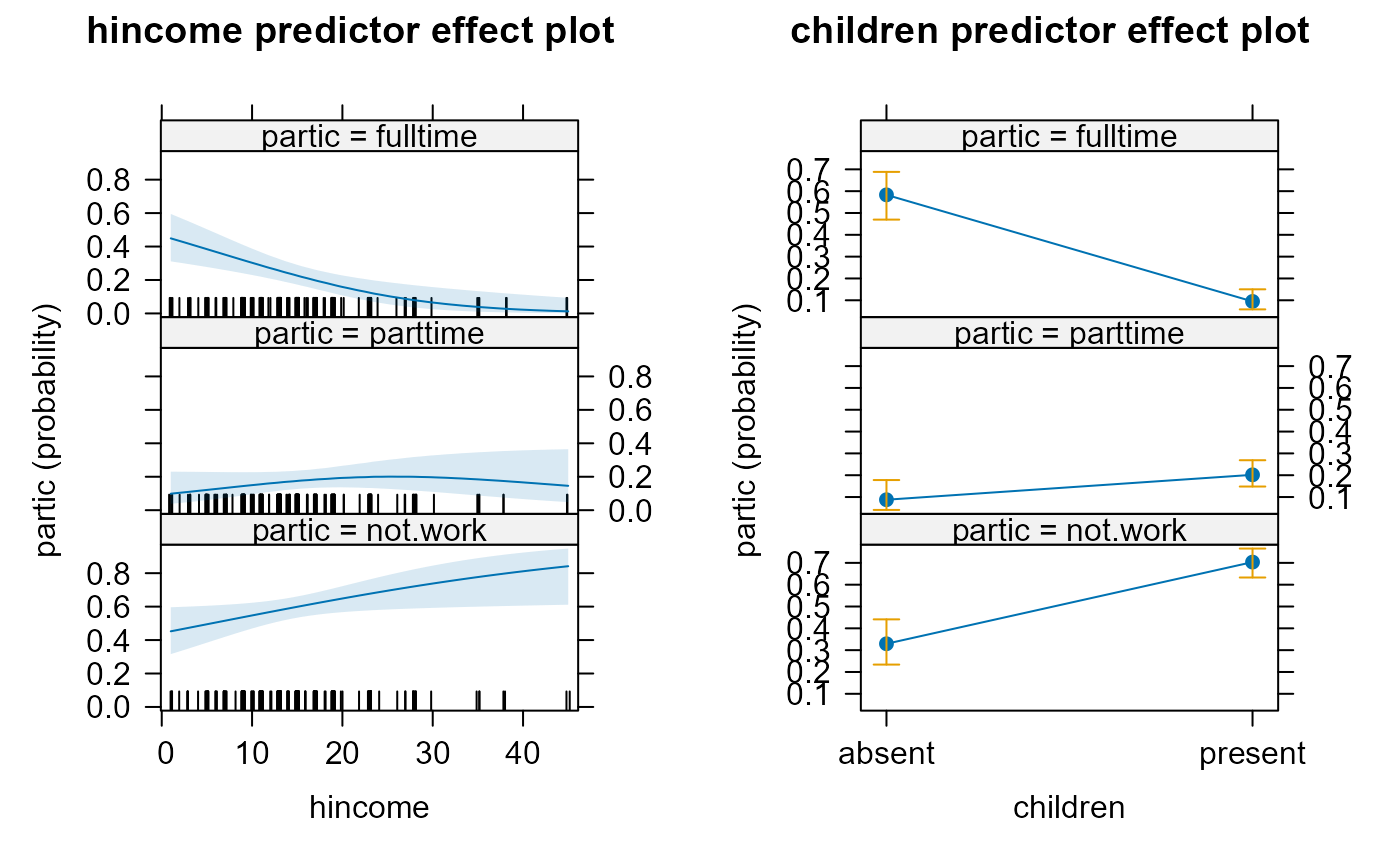 hincome predictor effect plot
partic (probability)
partic = fulltime
0.8
0.6
0.4
0.2
0.0
partic = parttime
0.8
0.6
0.4
0.2
0.0
partic = not.work
0.8
0.6
0.4
0.2
0.0
0 10 20 30 40
hincome
children predictor effect plot
partic (probability)
partic = fulltime
0.7
0.6
0.5
0.4
0.3
0.2
0.1
partic = parttime
0.7
0.6
0.5
0.4
0.3
0.2
0.1
partic = not.work
0.7
0.6
0.5
0.4
0.3
0.2
0.1
absent present
children